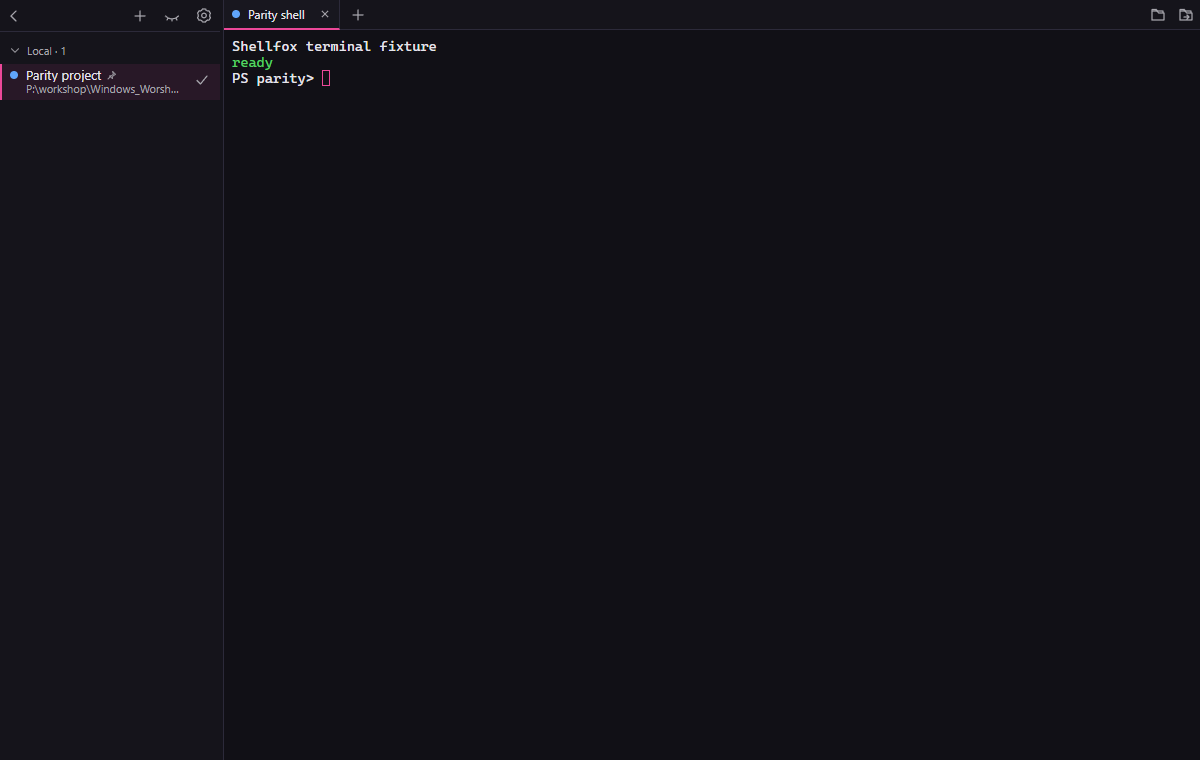 Parity shell
Local · 1
Parity project
P:\workshop\Windows_Worsh...
Shellfox terminal fixture
ready
PS parity>